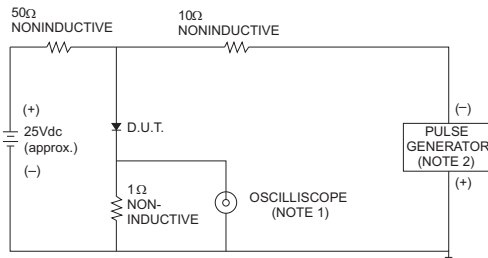 50Ω
NONINDUCTIVE
10Ω
NONINDUCTIVE
(+)
25Vdc
(approx.)
(–)
D.U.T.
1Ω
NON-
INDUCTIVE
OSCILLISCOPE
(NOTE 1)
(–)
PULSE
GENERATOR
(NOTE 2)
(+)